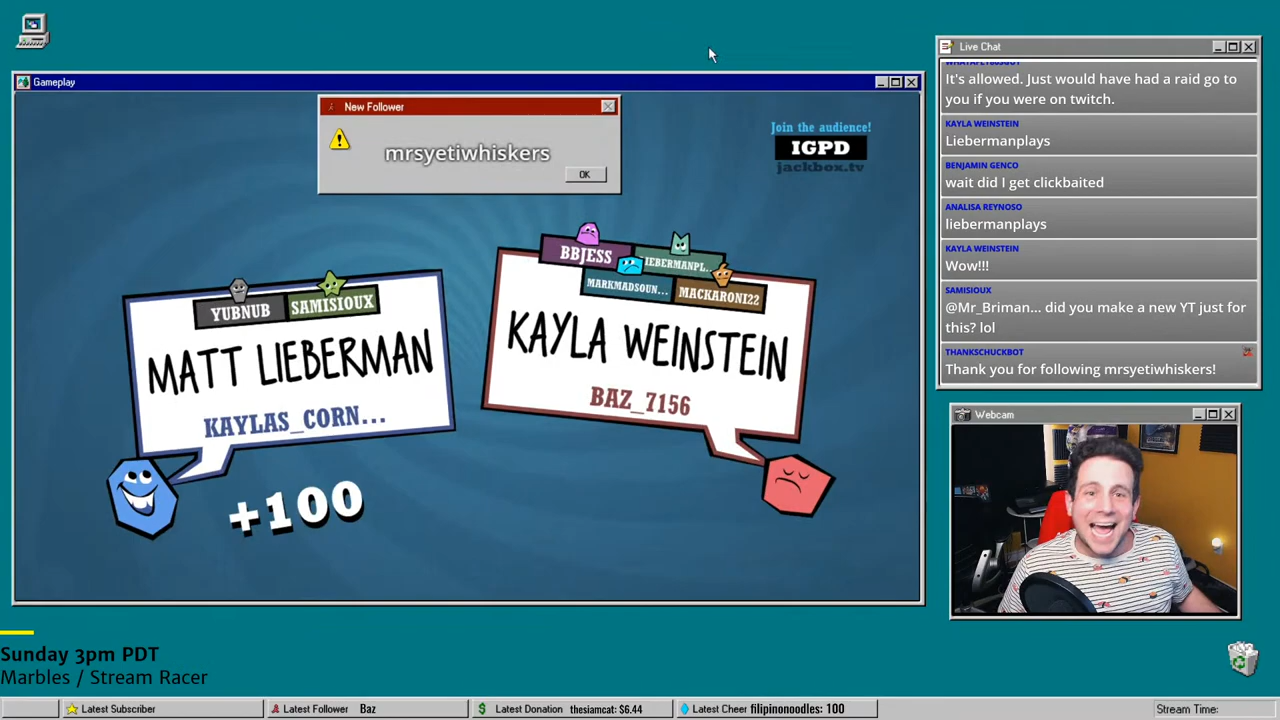 Gameplay
New Follower
mrsyetiwhiskers
OK
Join the audience!
IGPD
jackbox.tv
YUBNUB
SAMISIOUX
MATT LIEBERMAN
KAYLAS_CORN...
+100
BBJESS
LIEBERMANPL...
MARKMADSOUN...
MACKARONI22
KAYLA WEINSTEIN
BAZ_7156
Live Chat
It's allowed. Just would have had a raid go to
you if you were on twitch.
KAYLA WEINSTEIN
Liebermanplays
BENJAMIN GENCO
wait did I get clickbaited
ANALISA REYNOSO
liebermanplays
KAYLA WEINSTEIN
Wow!!!
SAMISIOUX
@Mr_Briman... did you make a new YT just for
this? lol
THANKSCHUCKBOT
Thank you for following mrsyetiwhiskers!
Webcam
Sunday 3pm PDT
Marbles / Stream Racer
Latest Subscriber
Latest Follower Baz
Latest Donation thesiamcat: $6.44
Latest Cheer filipinonoodles: 100
Stream Time: